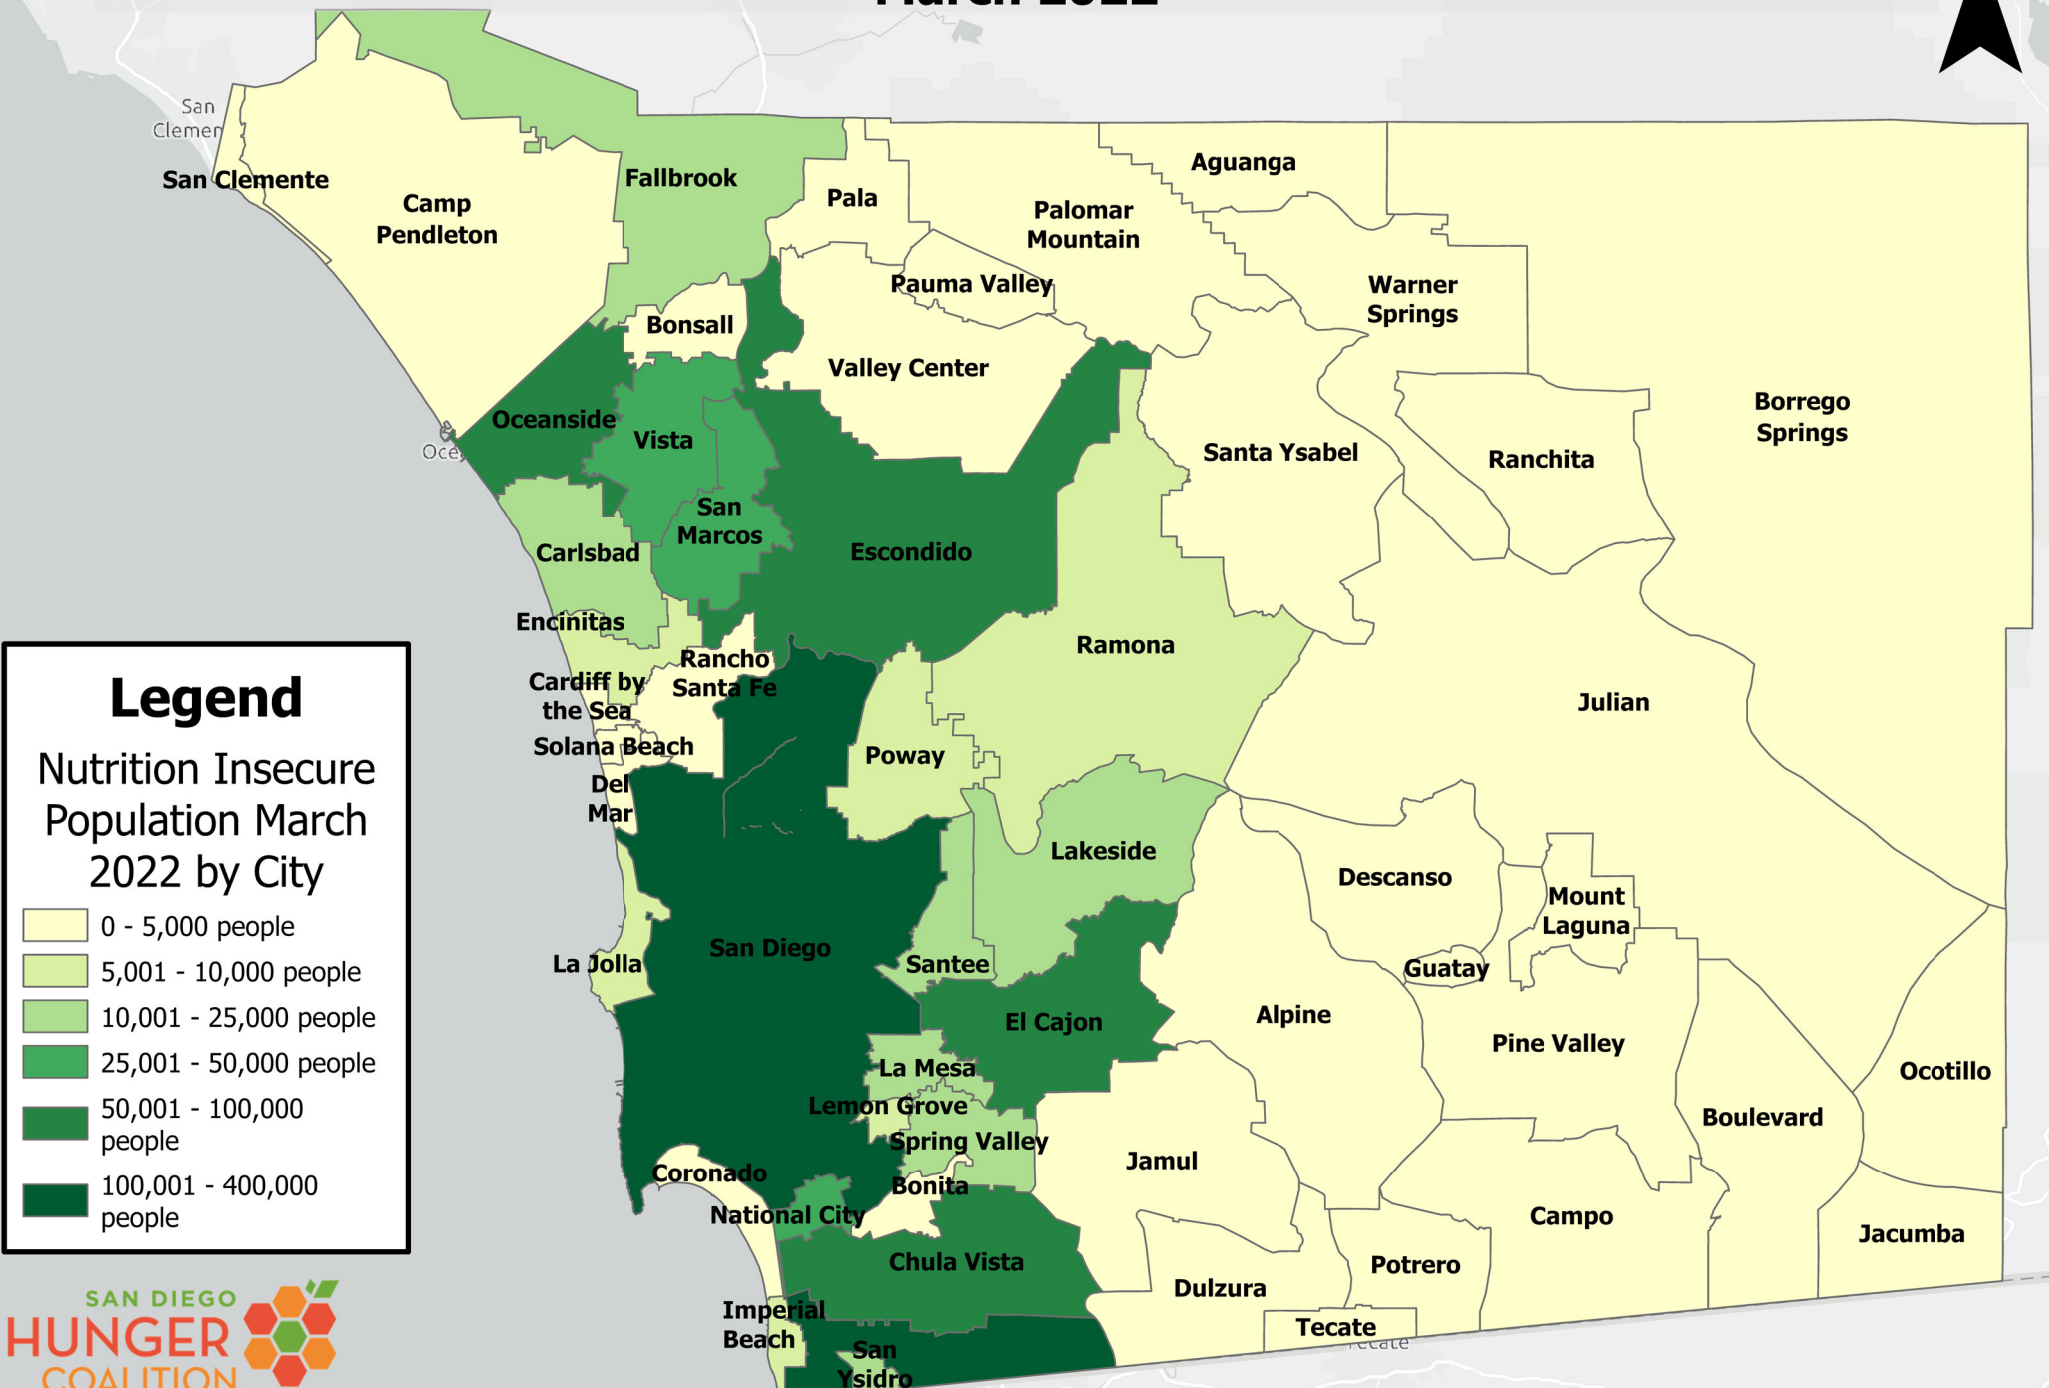 March 2022
San
Clemen
San Clemente
Camp
Pendleton
Fallbrook
Pala
Palomar
Mountain
Aguanga
Pauma Valley
Warner
Springs
Bonsall
Valley Center
Borrego
Springs
Oceanside
Oce
Vista
Santa Ysabel
Ranchita
San
Marcos
Carlsbad
Escondido
Encinitas
Ramona
Rancho
Santa Fe
Cardiff by
the Sea
Julian
Solana Beach
Poway
Del
Mar
Lakeside
Descanso
Mount
Laguna
San Diego
La Jolla
Santee
Guatay
El Cajon
Alpine
Pine Valley
La Mesa
Ocotillo
Lemon Grove
Boulevard
Spring Valley
Jamul
Coronado
Bonita
National City
Campo
Jacumba
Chula Vista
Potrero
Dulzura
Imperial
Beach
Tecate
Tecate
San
Ysidro
Legend
Nutrition Insecure
Population March
2022 by City
0 - 5,000 people
5,001 - 10,000 people
10,001 - 25,000 people
25,001 - 50,000 people
50,001 - 100,000
people
100,001 - 400,000
people
SAN DIEGO
HUNGER
COALITION